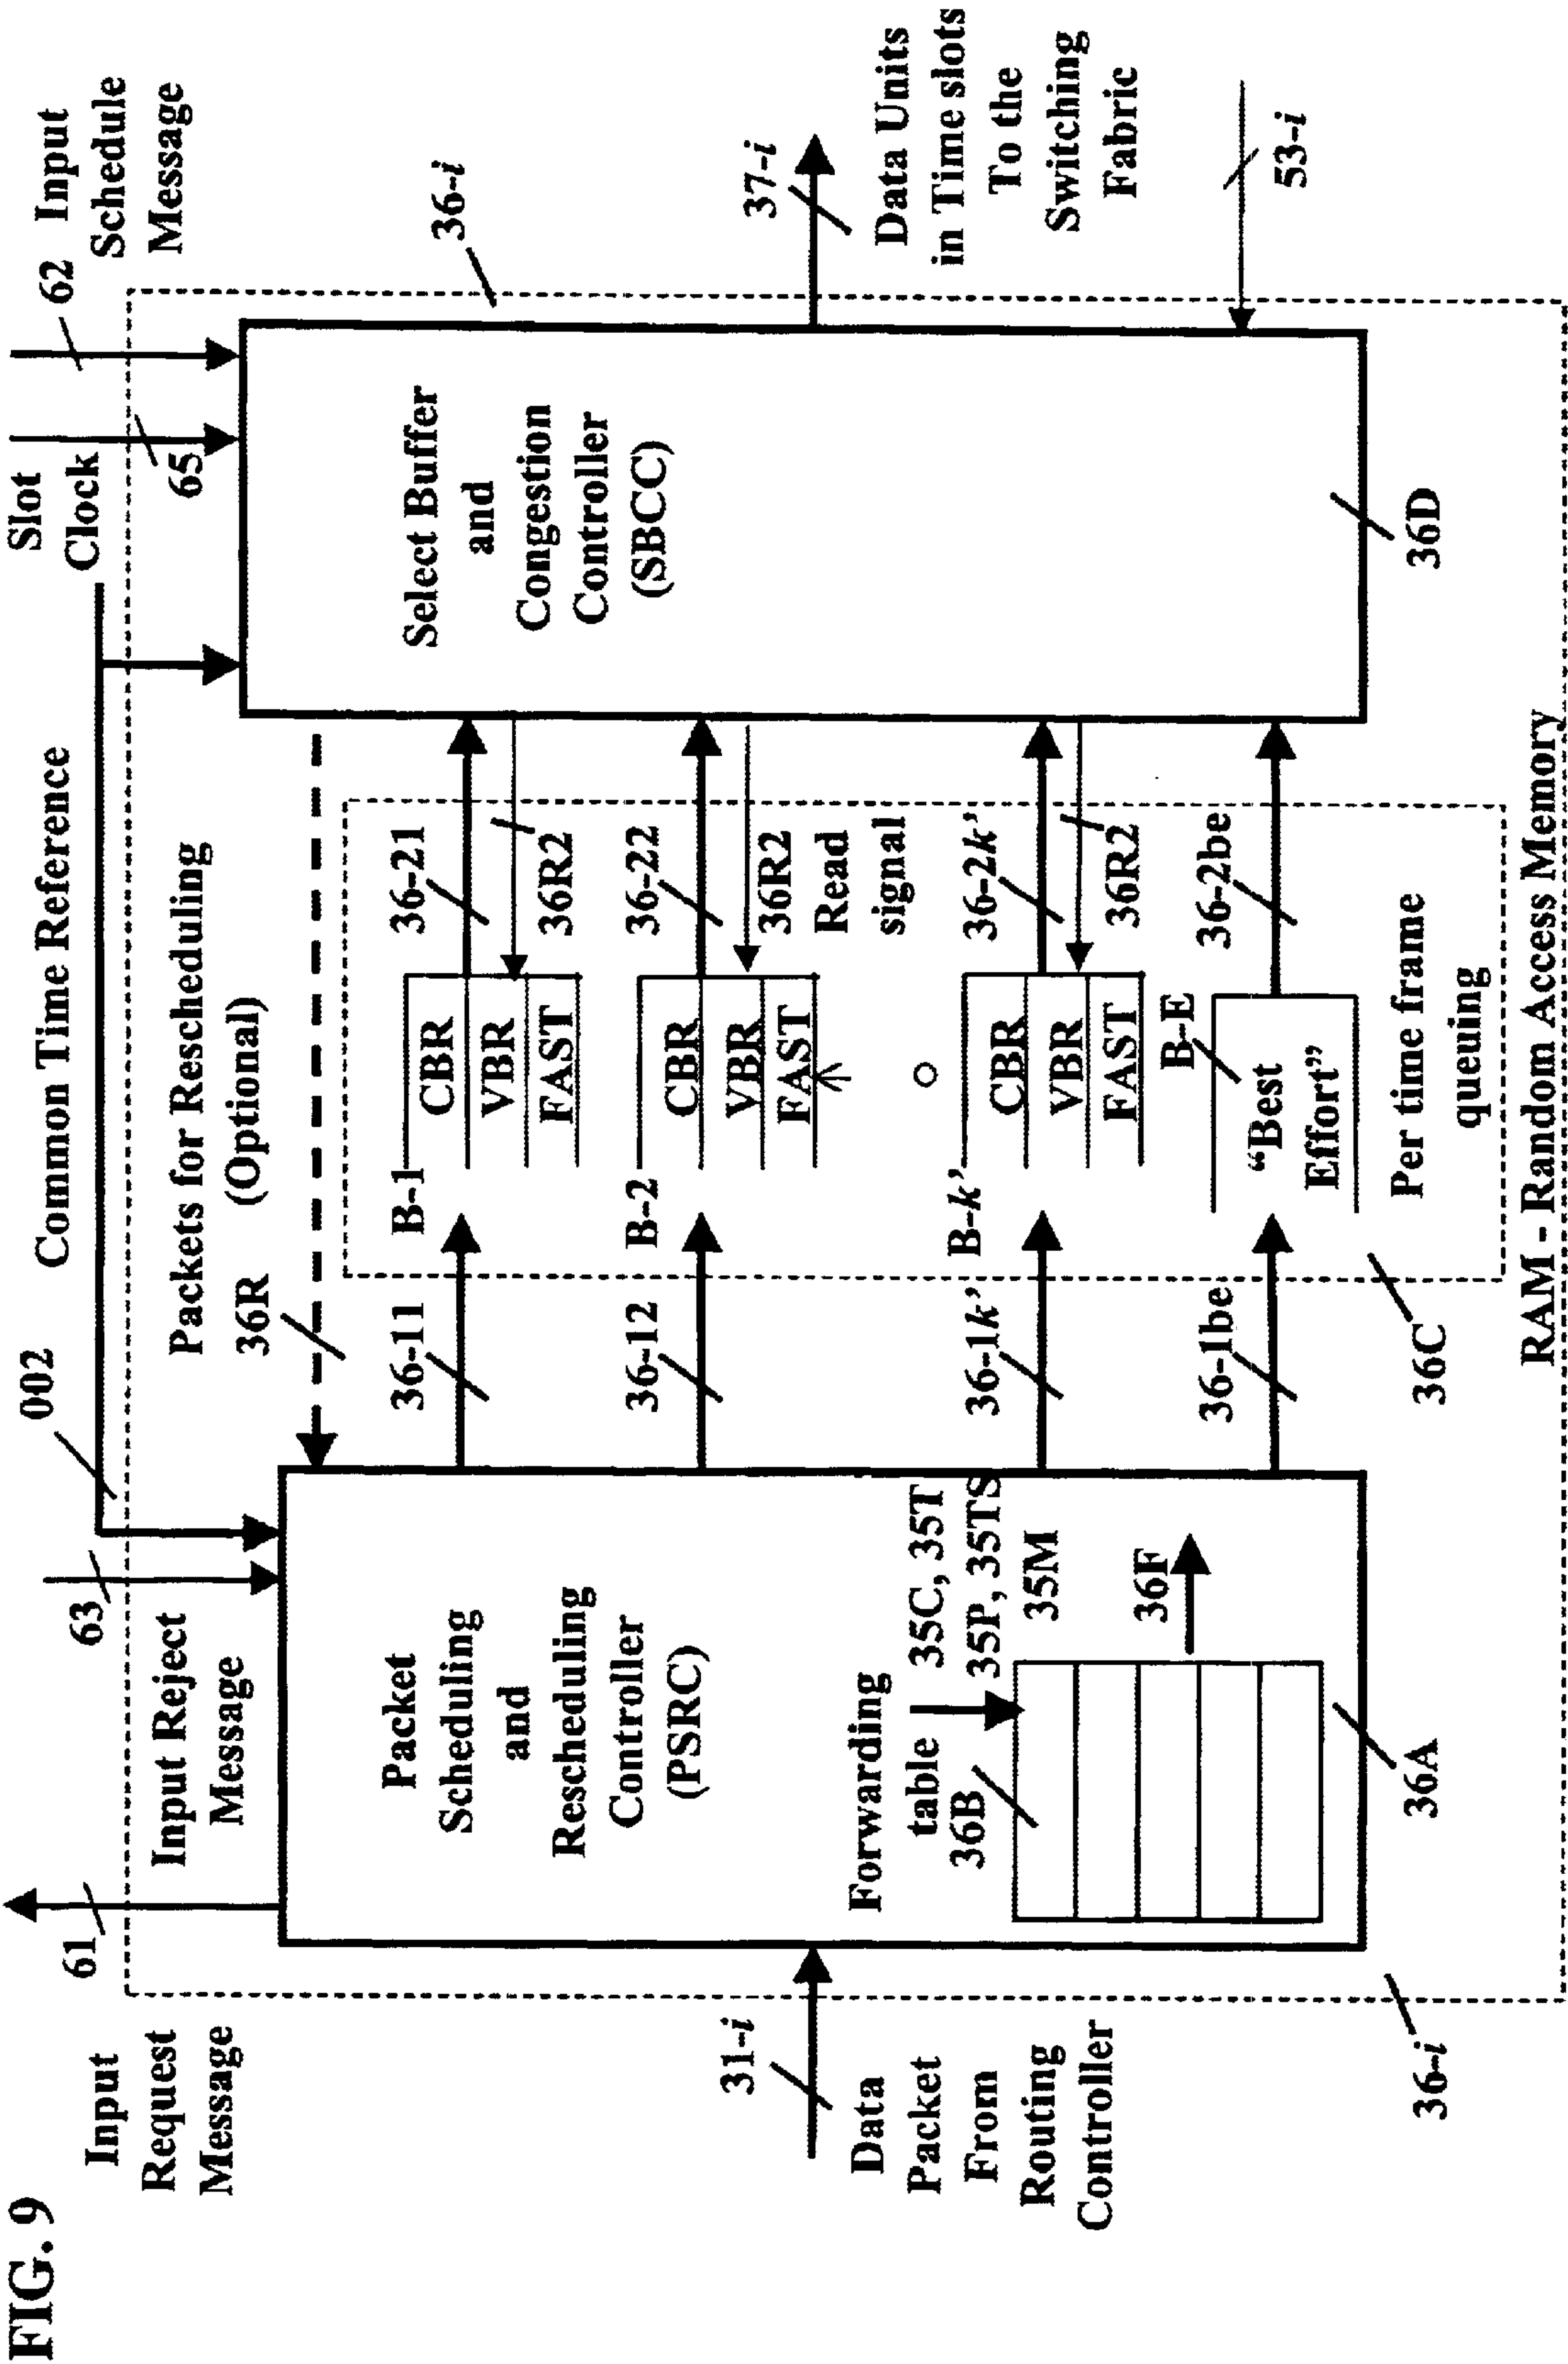 FIG. 9
Input
Request
Message
61
Input Reject
Message
63
002
Common Time Reference
Slot
Clock
65
62
Input
Schedule
Message
Packets for Rescheduling
36R
(Optional)
36-i
Packet
Scheduling
and
Rescheduling
Controller
(PSRC)
Forwarding
table
36B
35C, 35T
35P, 35TS
35M
36F
36A
31-i
Data
Packet
From
Routing
Controller
36-i
36-11
B-1
CBR
VBR
FAST
36-21
36R2
36-12
B-2
CBR
VBR
FAST
36-22
36R2
Read
signal
36-1k'
B-k'
CBR
VBR
FAST
36-2k'
36R2
36-1be
B-E
“Best
Effort”
36-2be
Per time frame
queuing
36C
RAM - Random Access Memory
Select Buffer
and
Congestion
Controller
(SBCC)
36D
37-i
Data Units
in Time slots
To the
Switching
Fabric
53-i